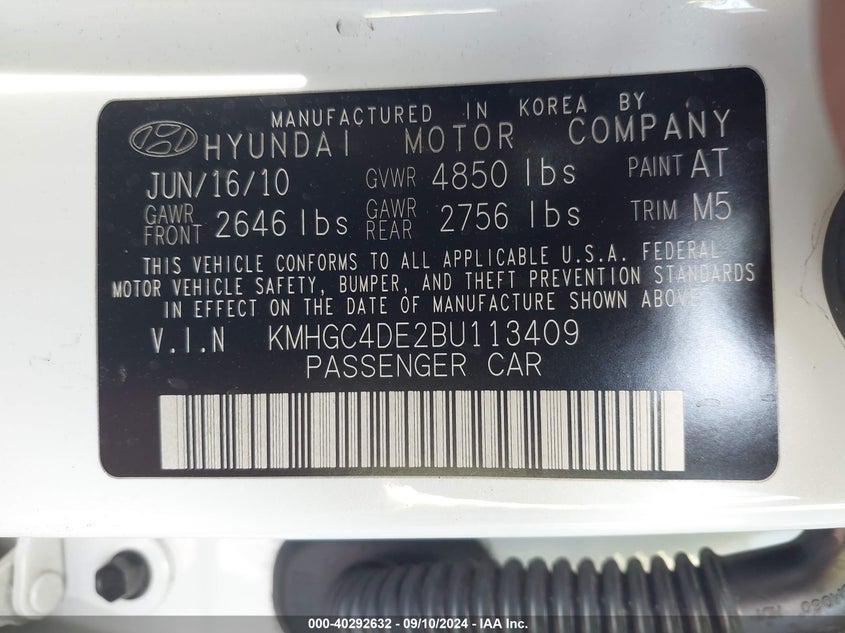 MANUFACTURED IN KOREA BY
HYUNDAI MOTOR COMPANY
JUN/16/10 GVWR 4850 lbs PAINT AT
GAWR FRONT 2646 lbs GAWR REAR 2756 lbs TRIM M5
THIS VEHICLE CONFORMS TO ALL APPLICABLE U.S.A. FEDERAL
MOTOR VEHICLE SAFETY, BUMPER, AND THEFT PREVENTION STANDARDS
IN EFFECT ON THE DATE OF MANUFACTURE SHOWN ABOVE
V.I.N KMHGC4DE2BU113409
PASSENGER CAR
000-40292632 - 09/10/2024 - IAA Inc.